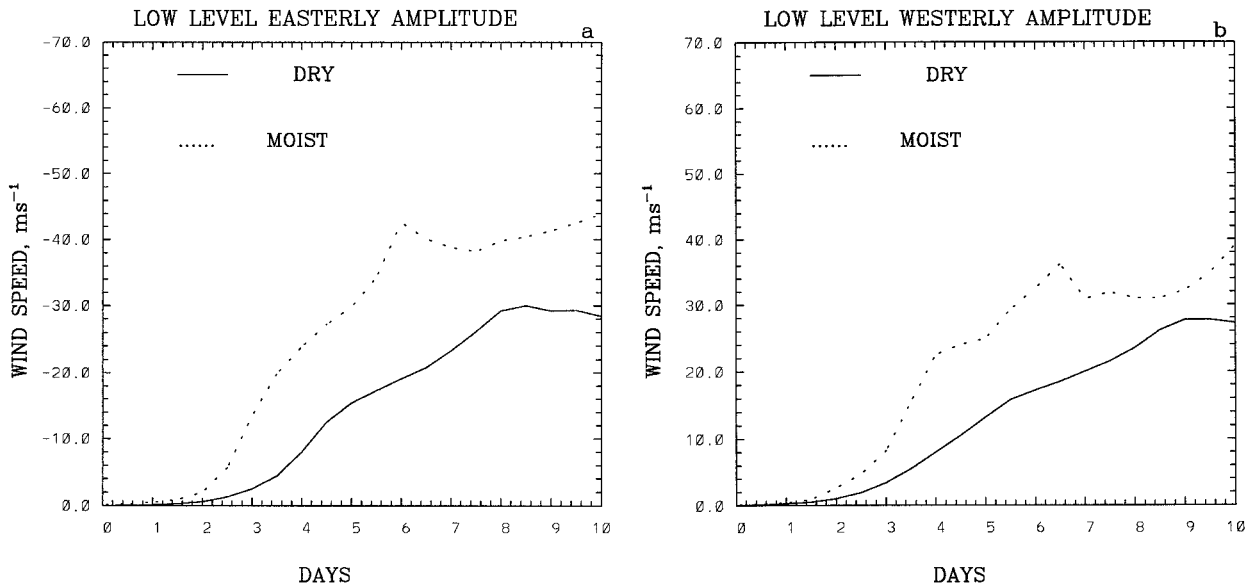 LOW LEVEL EASTERLY AMPLITUDE
a
-70.0
-60.0
-50.0
-40.0
-30.0
-20.0
-10.0
0.0
WIND SPEED, ms⁻¹
DRY
MOIST
0 1 2 3 4 5 6 7 8 9 10
DAYS
LOW LEVEL WESTERLY AMPLITUDE
b
70.0
60.0
50.0
40.0
30.0
20.0
10.0
0.0
WIND SPEED, ms⁻¹
DRY
MOIST
0 1 2 3 4 5 6 7 8 9 10
DAYS